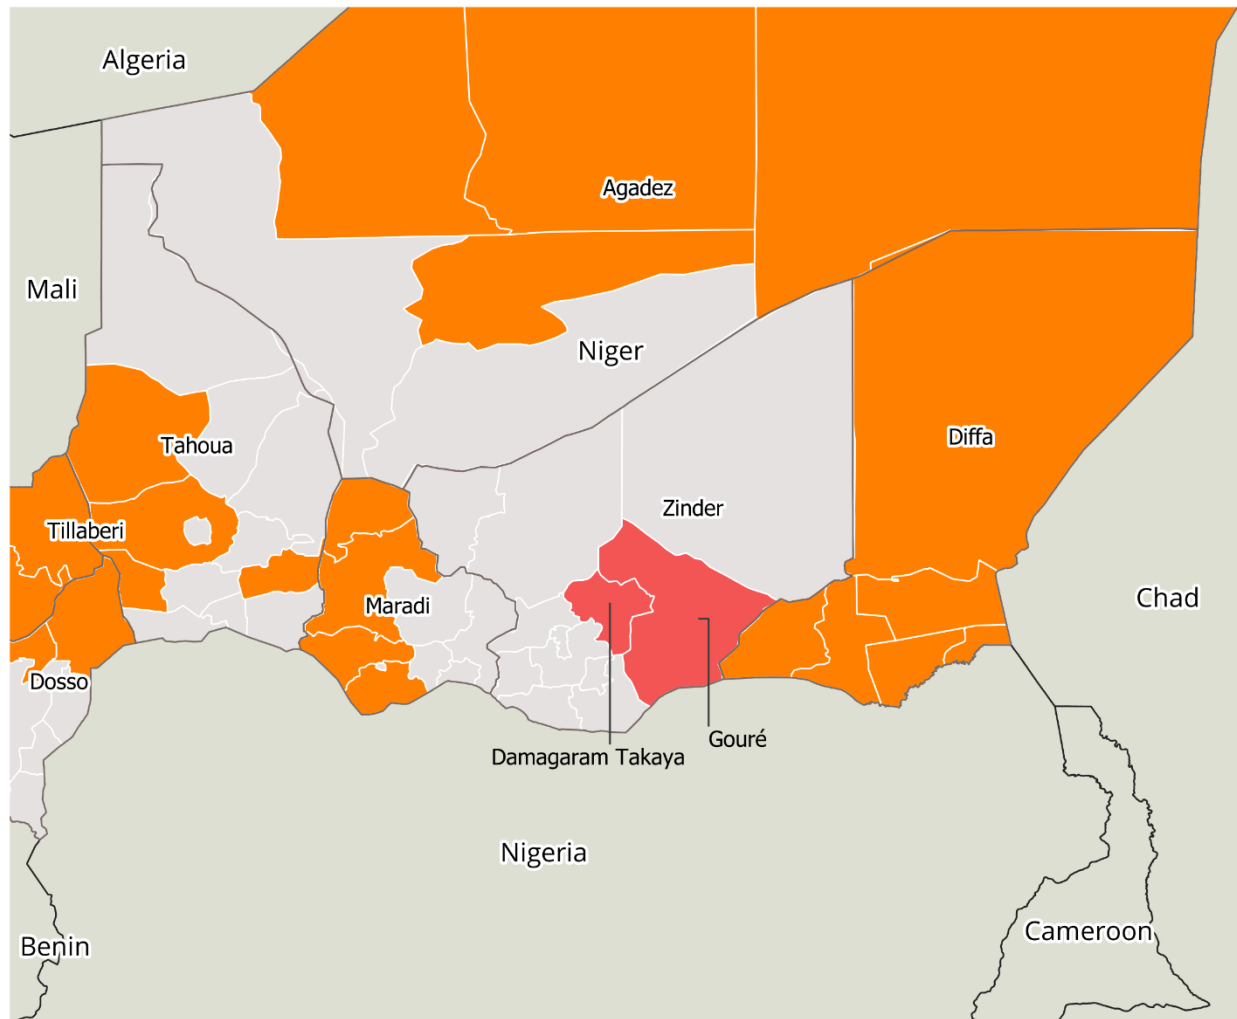 Algeria
Agadez
Mali
Niger
Diffa
Tahoua
Zinder
Tillaberi
Chad
Maradi
Dosso
Gouré
Damagaram Takaya
Nigeria
Cameroon
Benin